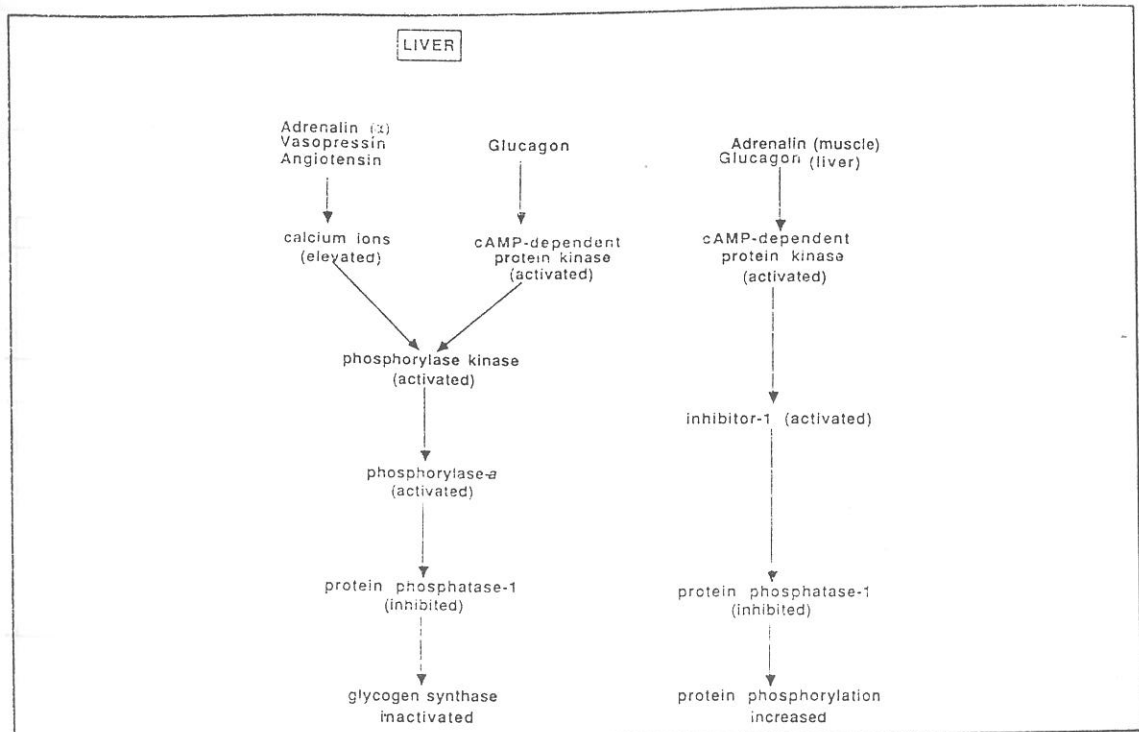 LIVER
Adrenalin (α)
Vasopressin
Angiotensin
Glucagon
Adrenalin (muscle)
Glucagon (liver)
calcium ions
(elevated)
cAMP-dependent
protein kinase
(activated)
cAMP-dependent
protein kinase
(activated)
phosphorylase kinase
(activated)
inhibitor-1 (activated)
phosphorylase-a
(activated)
protein phosphatase-1
(inhibited)
protein phosphatase-1
(inhibited)
glycogen synthase
inactivated
protein phosphorylation
increased